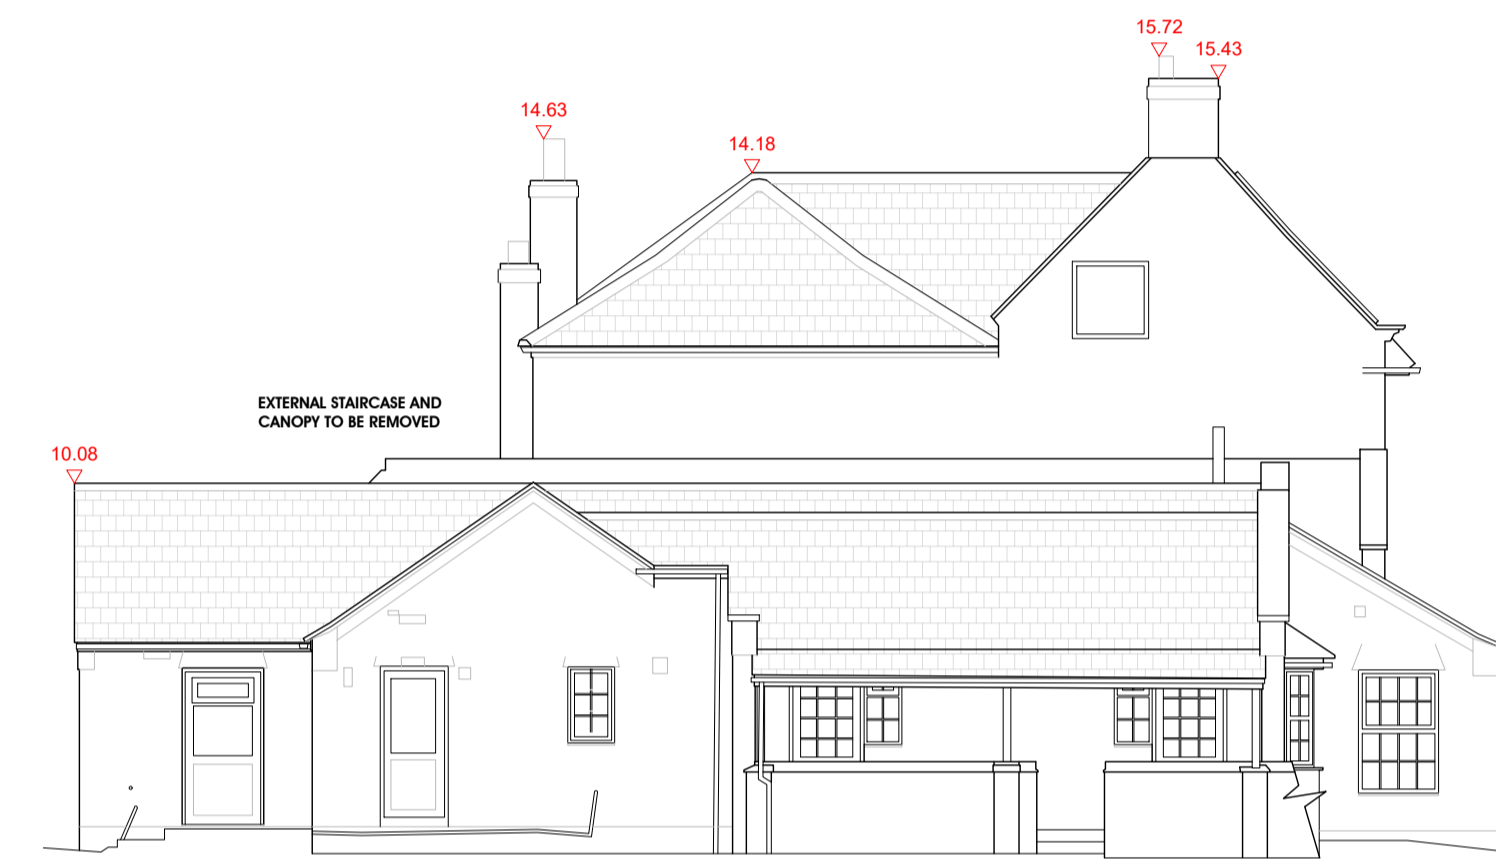 15.72
15.43
14.63
14.18
EXTERNAL STAIRCASE AND
CANOPY TO BE REMOVED
10.08